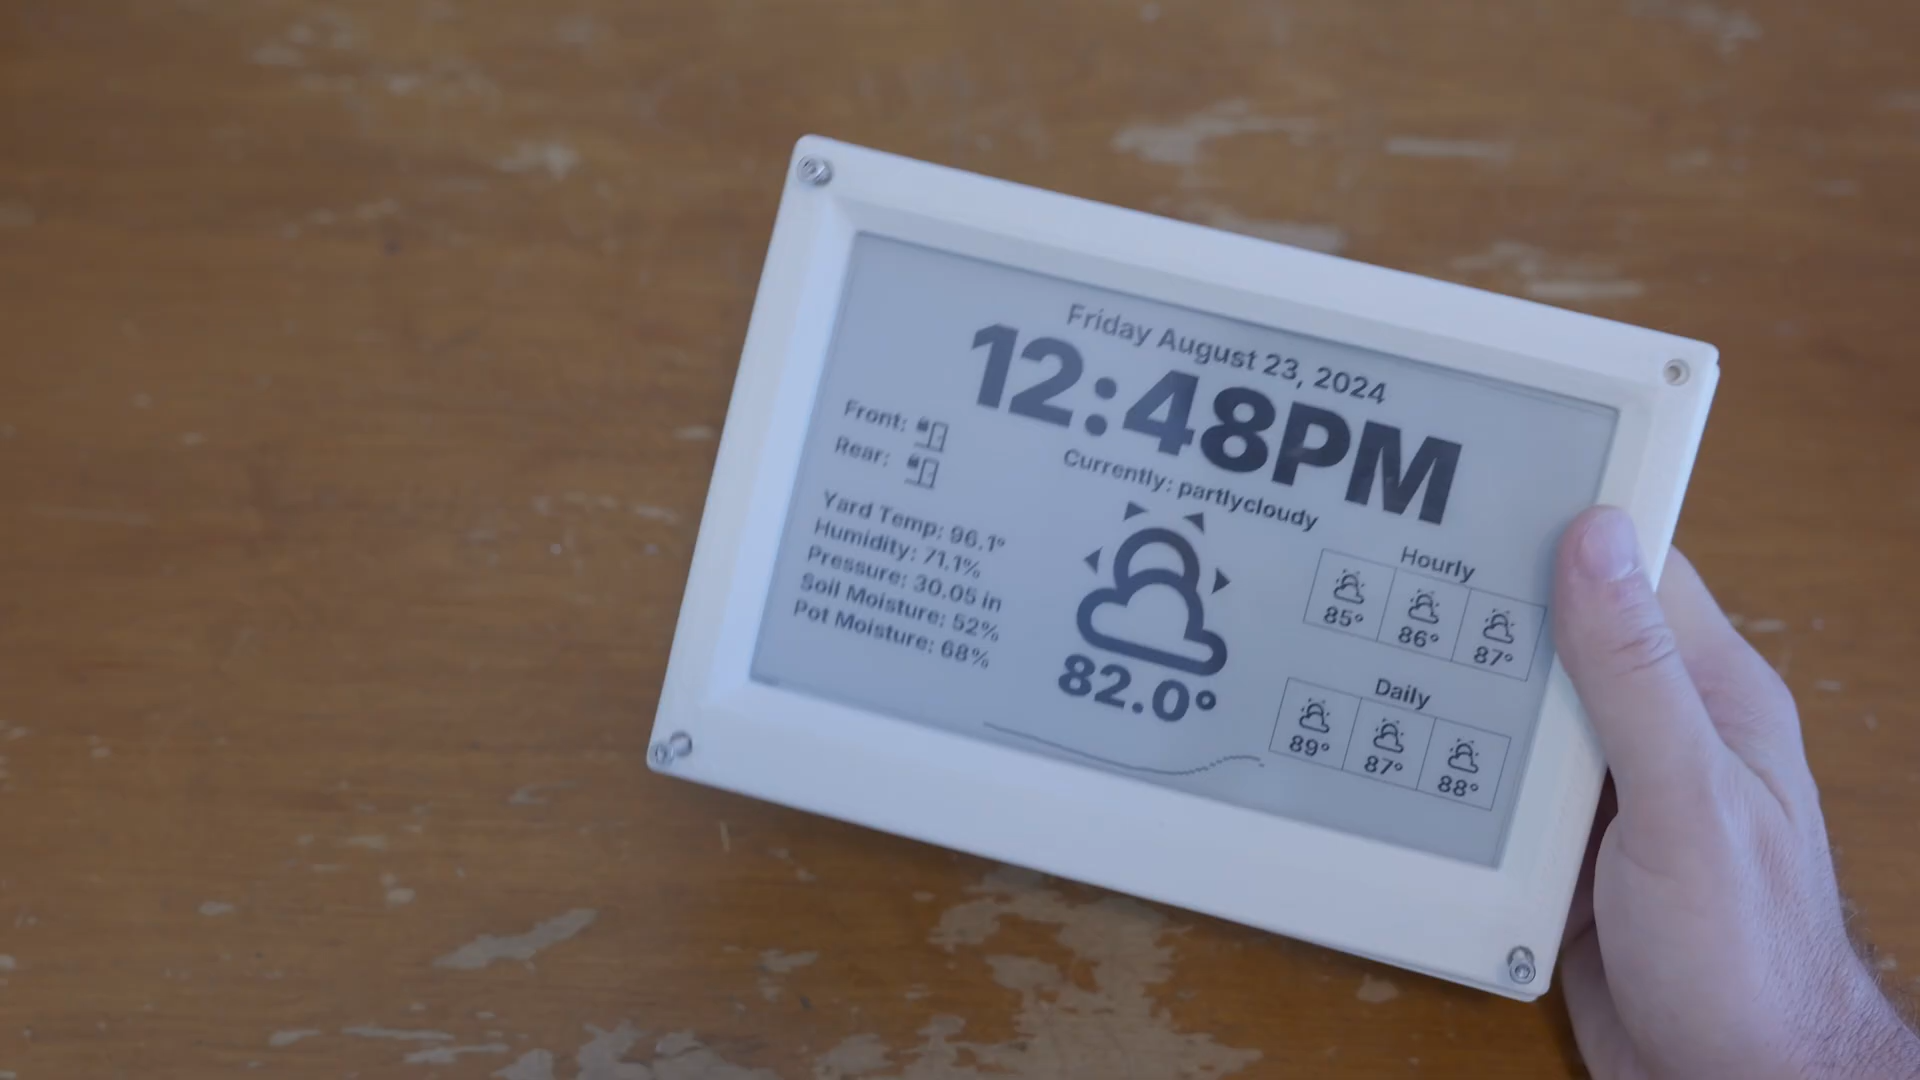 Friday August 23, 2024
12:48PM
Currently: partlycloudy
82.0°
Front:
Rear:
Yard Temp: 96.1°
Humidity: 71.1%
Pressure: 30.05 in
Soil Moisture: 52%
Pot Moisture: 68%
Hourly
85° 86° 87°
Daily
89° 87° 88°